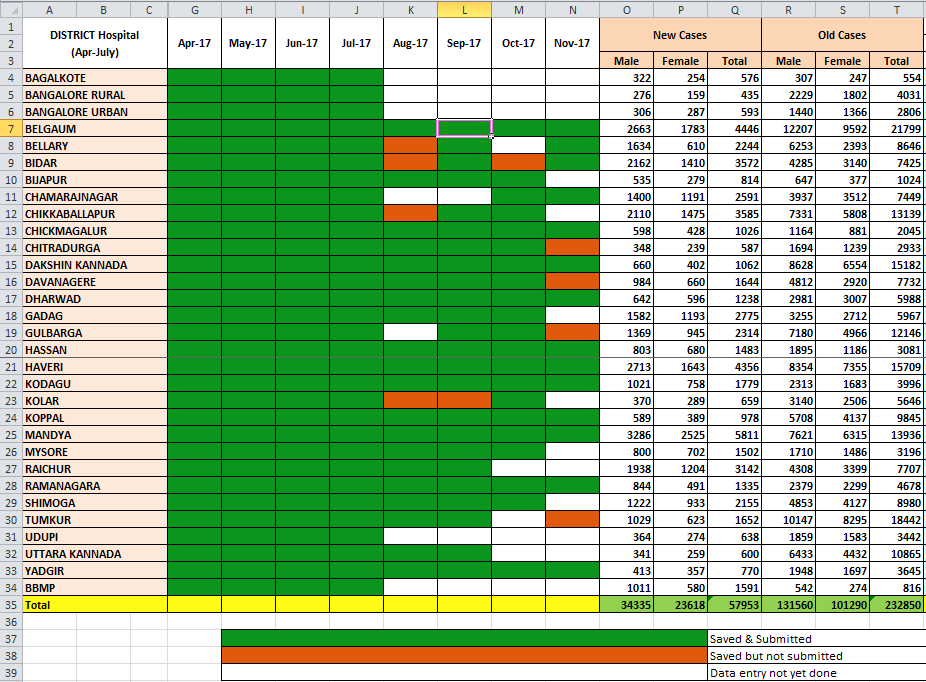 A B C G H I J K L M N O P Q R S T
1 DISTRICT Hospital Apr-17 May-17 Jun-17 Jul-17 Aug-17 Sep-17 Oct-17 Nov-17 New Cases Old Cases
2 (Apr-July)
3 Male Female Total Male Female Total
4 BAGALKOTE 322 254 576 307 247 554
5 BANGALORE RURAL 276 159 435 2229 1802 4031
6 BANGALORE URBAN 306 287 593 1440 1366 2806
7 BELGAUM 2663 1783 4446 12207 9592 21799
8 BELLARY 1634 610 2244 6253 2393 8646
9 BIDAR 2162 1410 3572 4285 3140 7425
10 BIJAPUR 535 279 814 647 377 1024
11 CHAMARAJNAGAR 1400 1191 2591 3937 3512 7449
12 CHIKKABALLAPUR 2110 1475 3585 7331 5808 13139
13 CHICKMAGALUR 598 428 1026 1164 881 2045
14 CHITRADURGA 348 239 587 1694 1239 2933
15 DAKSHIN KANNADA 660 402 1062 8628 6554 15182
16 DAVANAGERE 984 660 1644 4812 2920 7732
17 DHARWAD 642 596 1238 2981 3007 5988
18 GADAG 1582 1193 2775 3255 2712 5967
19 GULBARGA 1369 945 2314 7180 4966 12146
20 HASSAN 803 680 1483 1895 1186 3081
21 HAVERI 2713 1643 4356 8354 7355 15709
22 KODAGU 1021 758 1779 2313 1683 3996
23 KOLAR 370 289 659 3140 2506 5646
24 KOPPAL 589 389 978 5708 4137 9845
25 MANDYA 3286 2525 5811 7621 6315 13936
26 MYSORE 800 702 1502 1710 1486 3196
27 RAICHUR 1938 1204 3142 4308 3399 7707
28 RAMANAGARA 844 491 1335 2379 2299 4678
29 SHIMOGA 1222 933 2155 4853 4127 8980
30 TUMKUR 1029 623 1652 10147 8295 18442
31 UDUPI 364 274 638 1859 1583 3442
32 UTTARA KANNADA 341 259 600 6433 4432 10865
33 YADGIR 413 357 770 1948 1697 3645
34 BBMP 1011 580 1591 542 274 816
35 Total 34335 23618 57953 131560 101290 232850
36
37 Saved & Submitted
38 Saved but not submitted
39 Data entry not yet done